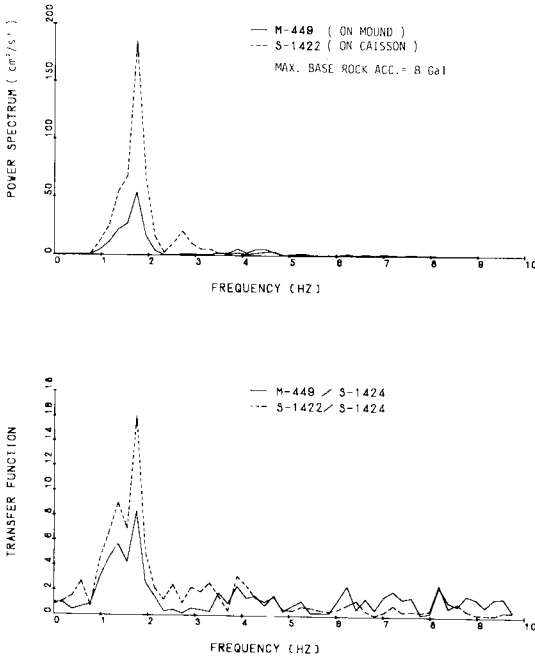 200
150
100
50
0
POWER SPECTRUM ( cm²/s )
M-449 ( ON MOUND )
S-1422 ( ON CAISSON )
MAX. BASE ROCK ACC.= 8 Gal
0 1 2 3 4 5 6 7 8 9 10
FREQUENCY (HZ)
18
14
12
10
8
6
4
2
0
TRANSFER FUNCTION
M-449 / S-1424
S-1422/ S-1424
0 1 2 3 4 5 6 7 8 9 10
FREQUENCY (HZ)